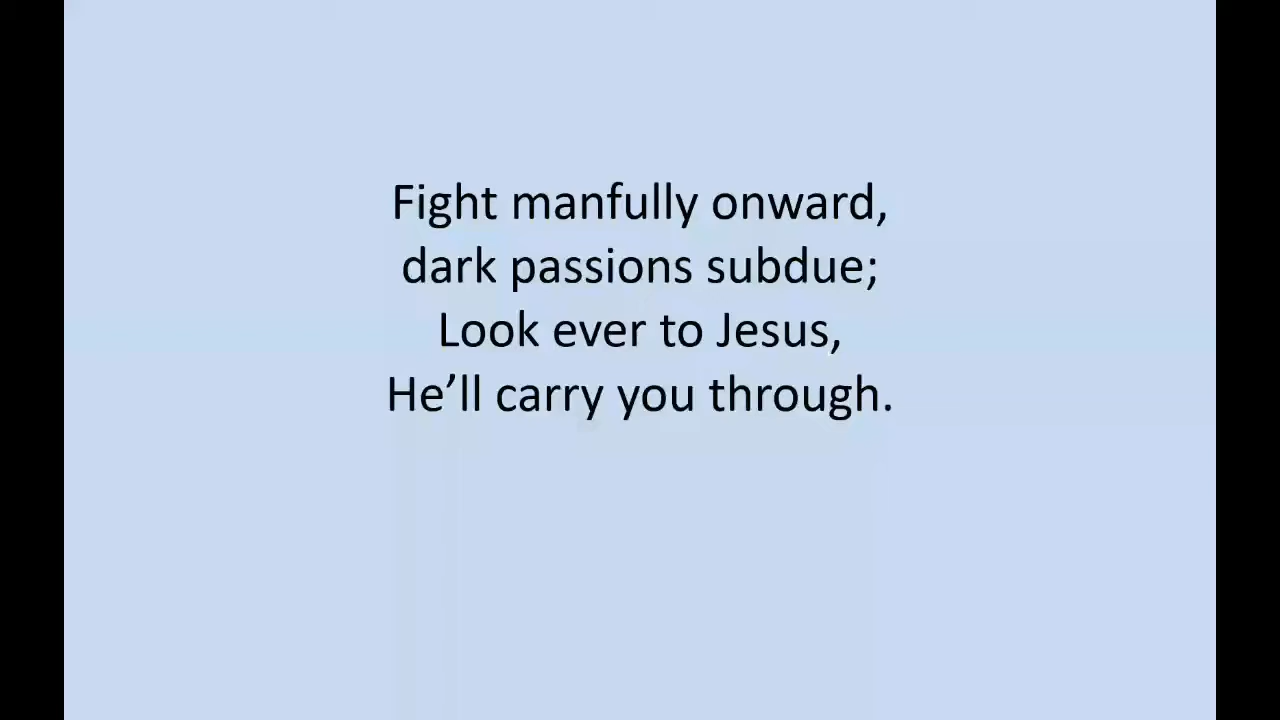 Fight manfully onward,
dark passions subdue;
Look ever to Jesus,
He’ll carry you through.